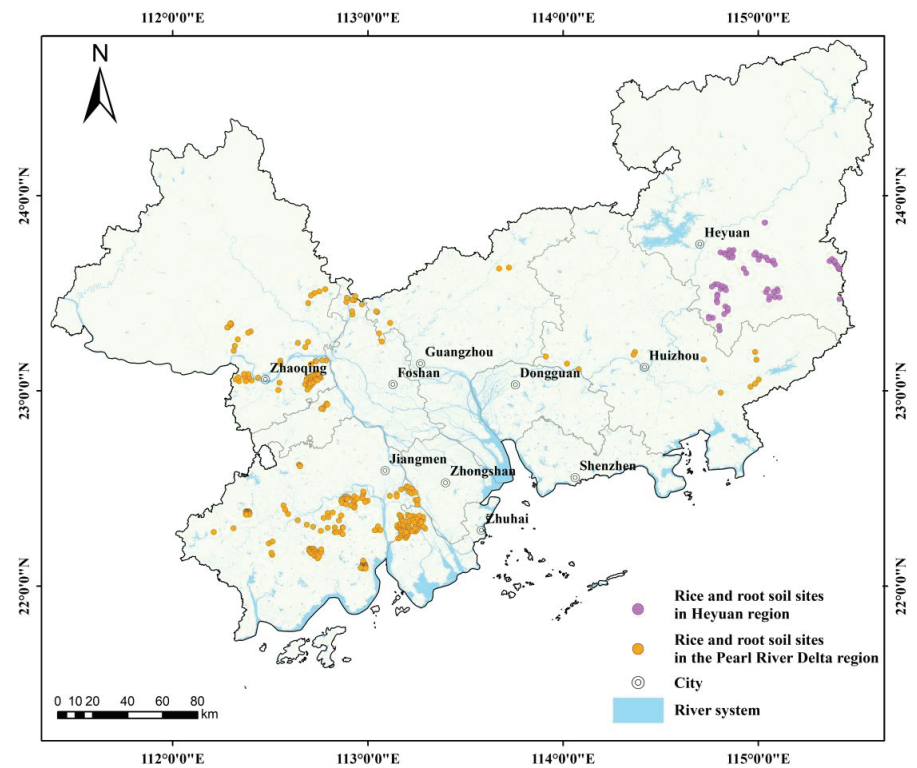 112°0'0"E 113°0'0"E 114°0'0"E 115°0'0"E
N
24°0'0"N
24°0'0"N
Heyuan
Guangzhou
Huizhou
Zhaoqing
Foshan
Dongguan
23°0'0"N
23°0'0"N
Jiangmen
Zhongshan
Shenzhen
Zhuhai
22°0'0"N
22°0'0"N
Rice and root soil sites
in Heyuan region
Rice and root soil sites
in the Pearl River Delta region
City
River system
0 10 20 40 60 80
km
112°0'0"E 113°0'0"E 114°0'0"E 115°0'0"E